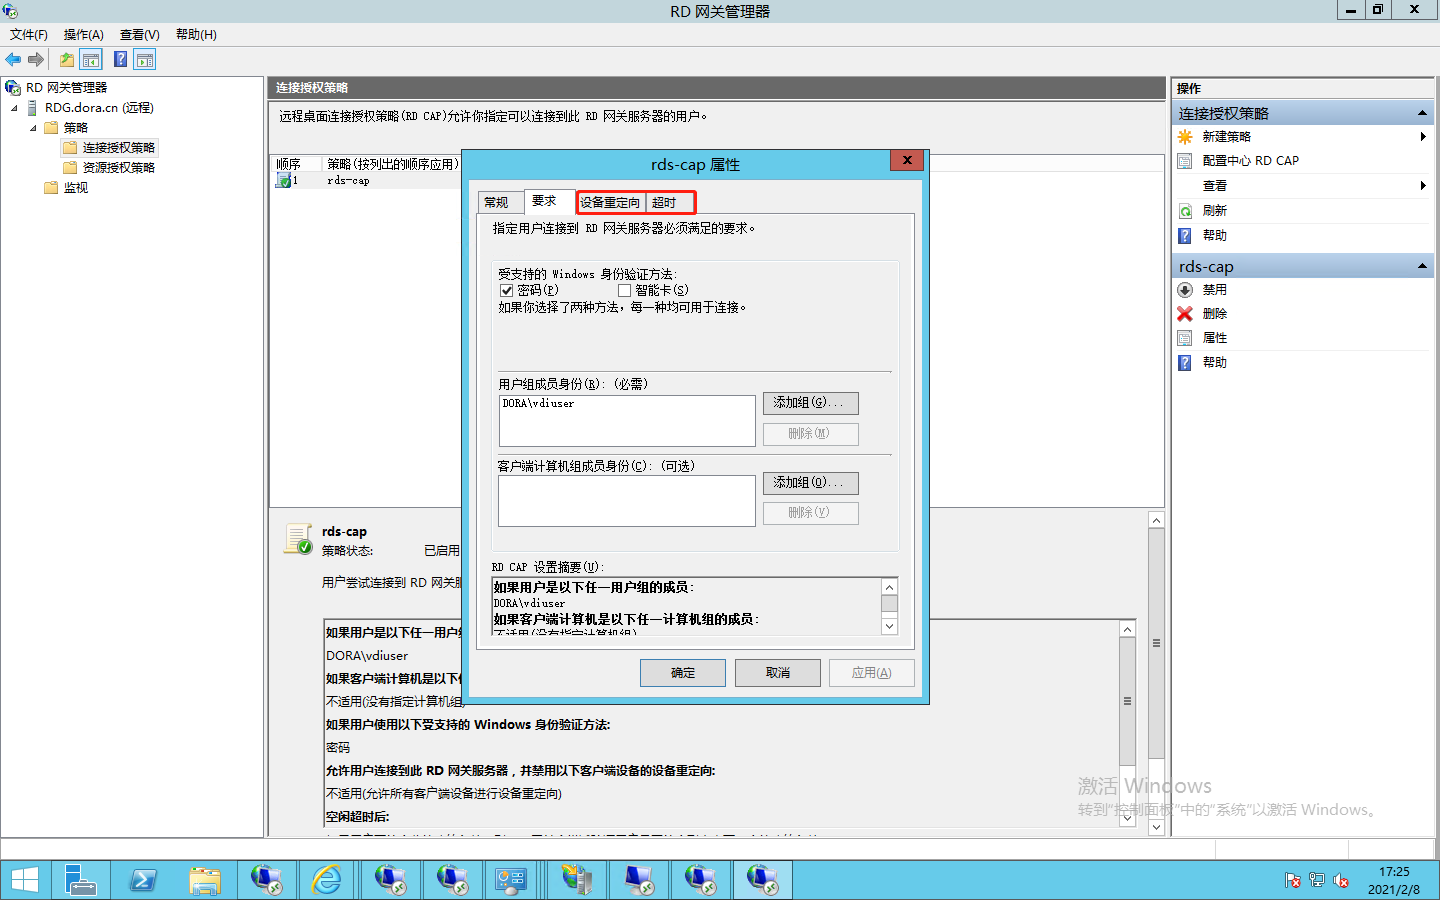 RD 网关管理器
文件(F) 操作(A) 查看(V) 帮助(H)
RD 网关管理器
RDG.dora.cn (远程)
策略
连接授权策略
资源授权策略
监视
连接授权策略
远程桌面连接授权策略(RD CAP)允许你指定可以连接到此 RD 网关服务器的用户。
顺序 策略(按列出的顺序应用)
1 rds-cap
rds-cap
策略状态: 已启用
用户尝试连接到 RD 网关服
如果用户是以下任一用户组
DORA\vdiuser
如果客户端计算机是以下
不适用(没有指定计算机组)
如果用户使用以下受支持的 Windows 身份验证方法:
密码
允许用户连接到此 RD 网关服务器，并禁用以下客户端设备的设备重定向:
不适用(允许所有客户端设备进行设备重定向)
空闲超时后:
rds-cap 属性
常规 要求 设备重定向 超时
指定用户连接到 RD 网关服务器必须满足的要求。
受支持的 Windows 身份验证方法:
密码(P) 智能卡(S)
如果你选择了两种方法，每一种均可用于连接。
用户组成员身份(R): (必需)
DORA\vdiuser
添加组(G)...
删除(M)
客户端计算机组成员身份(C): (可选)
添加组(O)...
删除(V)
RD CAP 设置摘要(U):
如果用户是以下任一用户组的成员:
DORA\vdiuser
如果客户端计算机是以下任一计算机组的成员:
不适用(没有指定计算机组)
确定 取消 应用(A)
操作
连接授权策略
新建策略
配置中心 RD CAP
查看
刷新
帮助
rds-cap
禁用
删除
属性
帮助
激活 Windows
转到"控制面板"中的"系统"以激活 Windows。
17:25
2021/2/8